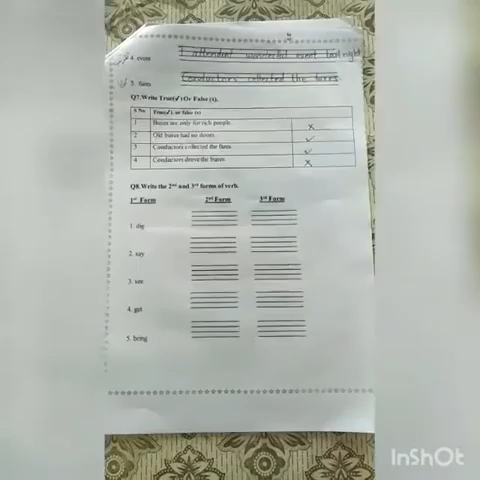 4. event I attended wonderful event last night
5. fares Conductors collected the fares.
Q7.Write True(✓) Or False (x).
S No True(✓) or false (x)
1 Buses are only for rich people. x
2 Old buses had no doors. ✓
3 Conductors collected the fares. ✓
4 Conductors drove the buses. x
Q8.Write the 2nd and 3rd forms of verb.
1st Form 2nd Form 3rd Form
1. dig
2. say
3. see
4. get
5. bring
InShOt